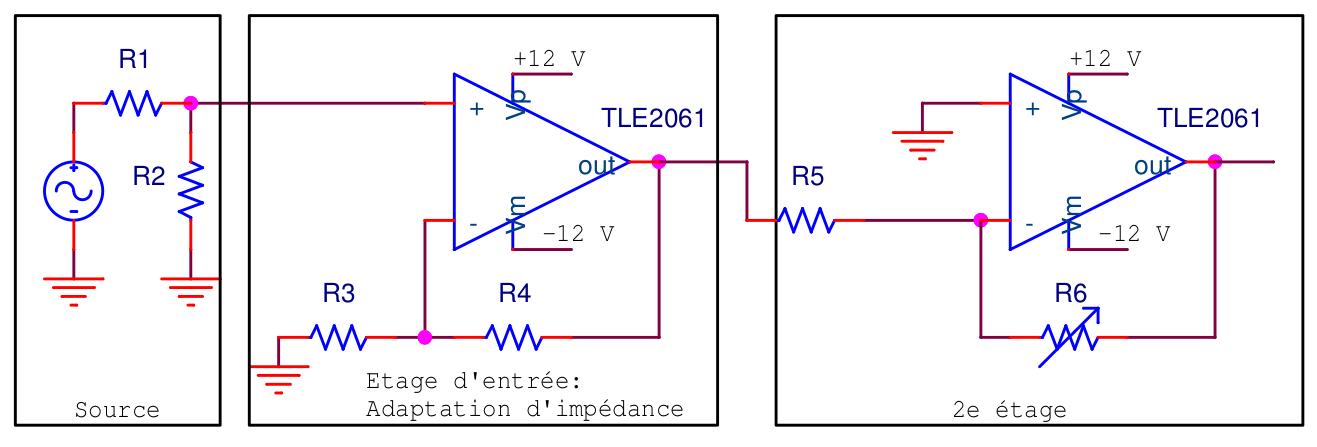 R1
R2
+
-
Source
+12 V
+
Vp
TLE2061
out
-
Vm
-12 V
R3
R4
Etage d'entrée:
Adaptation d'impédance
+12 V
+
Vp
TLE2061
out
R5
-
Vm
-12 V
R6
2e étage